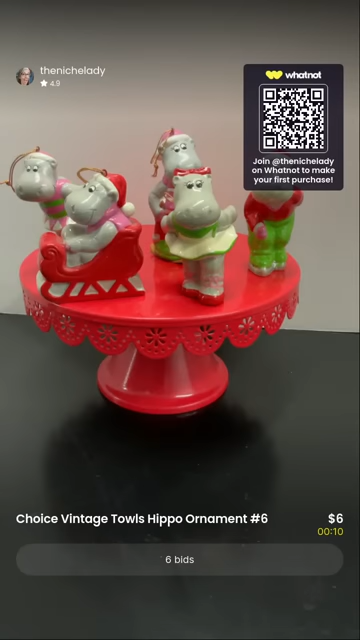 thenichelady
★ 4.9
whatnot
Join @thenichelady
on Whatnot to make
your first purchase!
Choice Vintage Towls Hippo Ornament #6
$6
00:10
6 bids